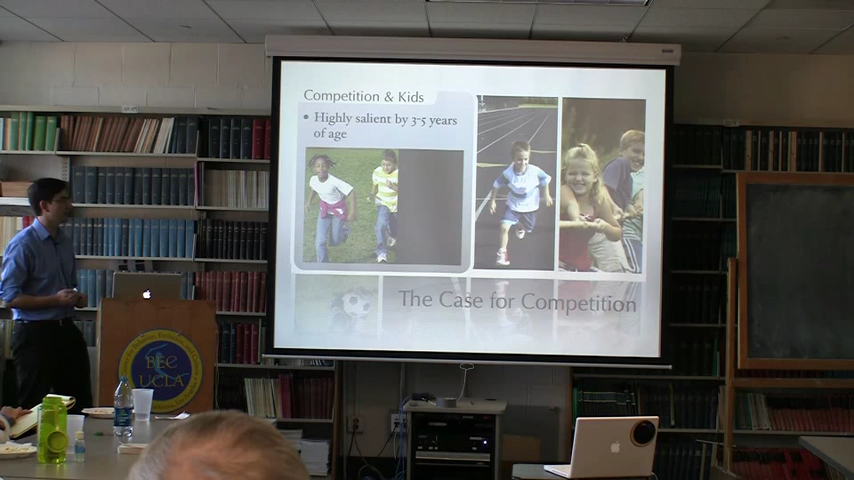 Competition & Kids
• Highly salient by 3-5 years
of age
The Case for Competition
BEC
UCLA